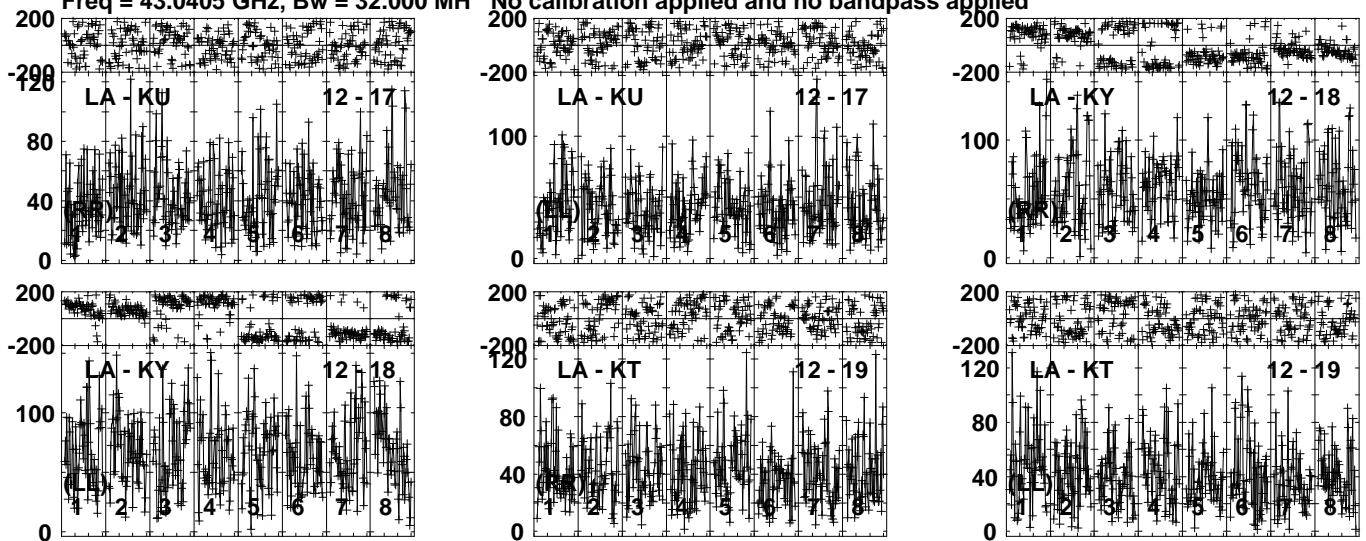 Freq = 43.0405 GHz, Bw = 32.000 MH No calibration applied and no bandpass applied
200
-200
120
80
40
0
LA - KU 12 - 17
(RR)
1 2 3 4 5 6 7 8
200
-200
100
0
LA - KU 12 - 17
(LL)
1 2 3 4 5 6 7 8
200
-200
100
0
LA - KY 12 - 18
(RR)
1 2 3 4 5 6 7 8
200
-200
100
0
LA - KY 12 - 18
(LL)
1 2 3 4 5 6 7 8
200
-200
120
80
40
0
LA - KT 12 - 19
(RR)
1 2 3 4 5 6 7 8
200
-200
120
80
40
0
LA - KT 12 - 19
(LL)
1 2 3 4 5 6 7 8